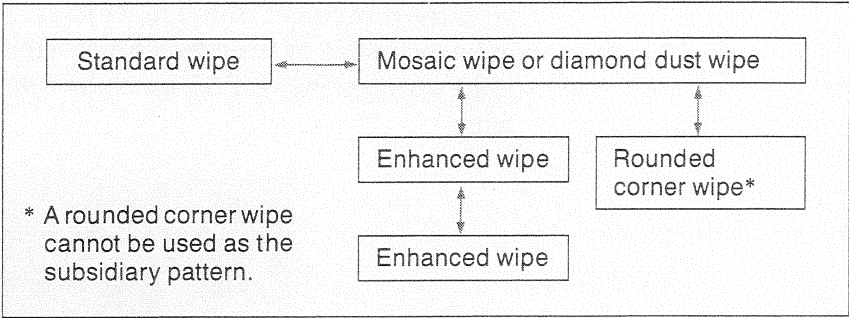 Standard wipe
Mosaic wipe or diamond dust wipe
Enhanced wipe
Rounded
corner wipe*
* A rounded corner wipe
cannot be used as the
subsidiary pattern.
Enhanced wipe